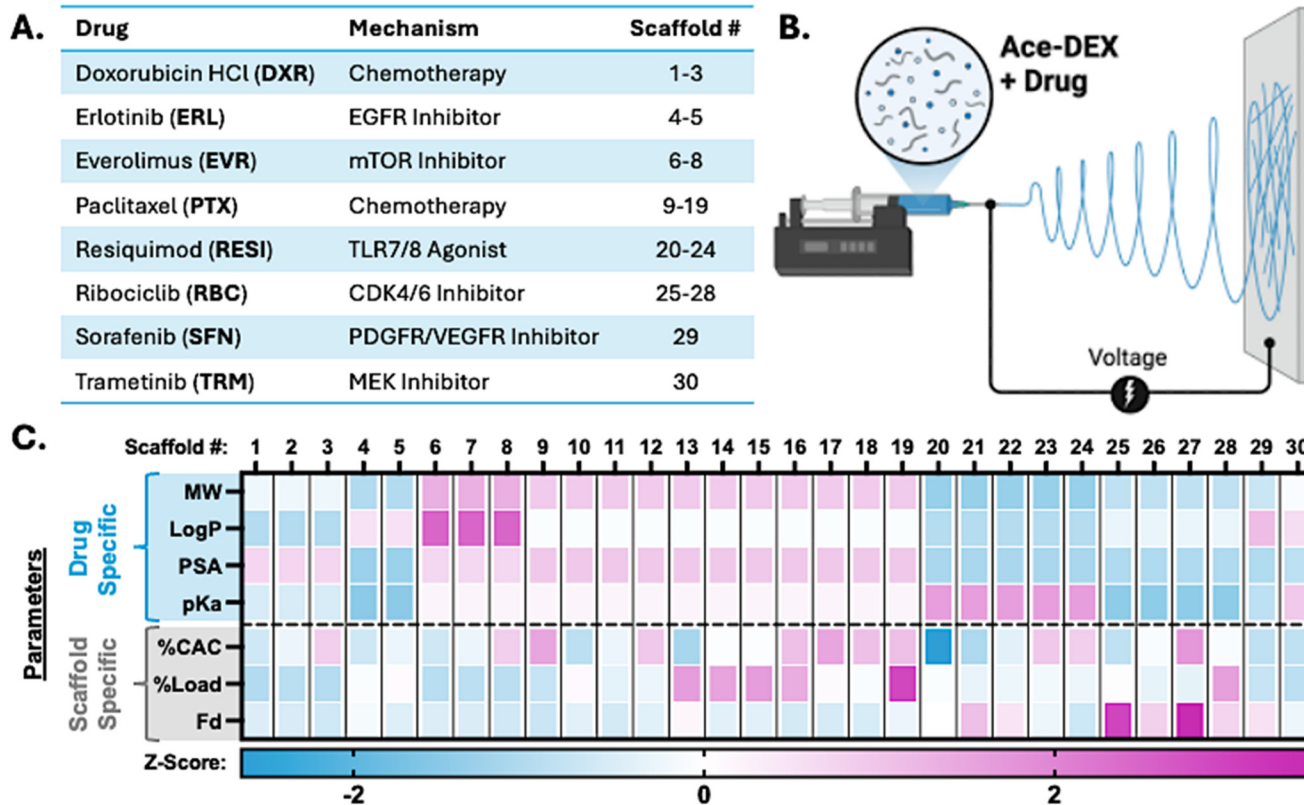 A.
Drug Mechanism Scaffold #
Doxorubicin HCl (DXR) Chemotherapy 1-3
Erlotinib (ERL) EGFR Inhibitor 4-5
Everolimus (EVR) mTOR Inhibitor 6-8
Paclitaxel (PTX) Chemotherapy 9-19
Resiquimod (RESI) TLR7/8 Agonist 20-24
Ribociclib (RBC) CDK4/6 Inhibitor 25-28
Sorafenib (SFN) PDGFR/VEGFR Inhibitor 29
Trametinib (TRM) MEK Inhibitor 30
B.
Ace-DEX
+ Drug
Voltage
C.
Scaffold #: 1 2 3 4 5 6 7 8 9 10 11 12 13 14 15 16 17 18 19 20 21 22 23 24 25 26 27 28 29 30
Parameters
Drug
Specific
MW
LogP
PSA
pKa
Scaffold
Specific
%CAC
%Load
Fd
Z-Score:
-2 0 2